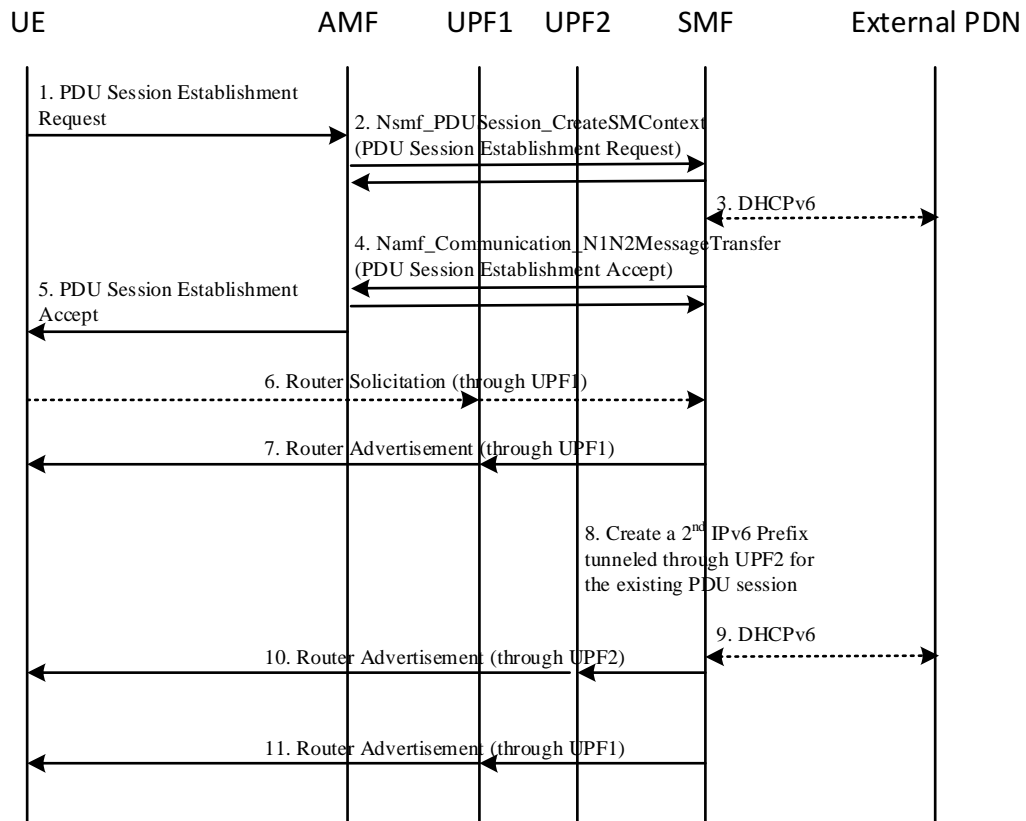 UE
AMF
UPF1
UPF2
SMF
External PDN
1. PDU Session Establishment
Request
2. Nsmf_PDUSession_CreateSMContext
(PDU Session Establishment Request)
3. DHCPv6
4. Namf_Communication_N1N2MessageTransfer
(PDU Session Establishment Accept)
5. PDU Session Establishment
Accept
6. Router Solicitation (through UPF1)
7. Router Advertisement (through UPF1)
8. Create a 2nd IPv6 Prefix
tunneled through UPF2 for
the existing PDU session
9. DHCPv6
10. Router Advertisement (through UPF2)
11. Router Advertisement (through UPF1)